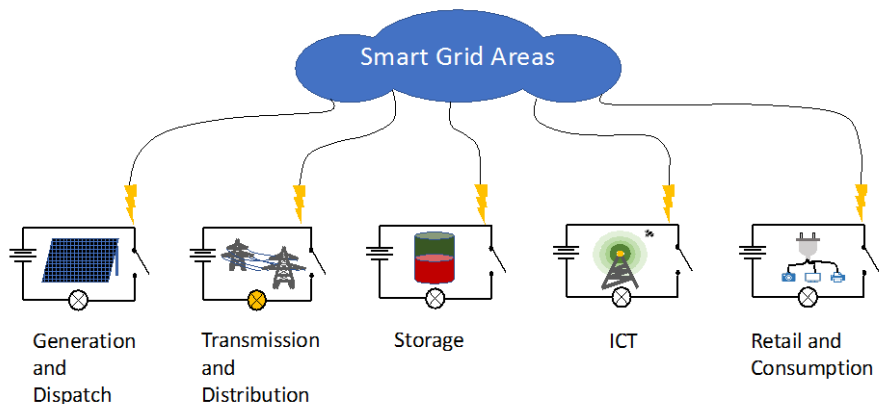 Smart Grid Areas
Generation
and
Dispatch
Transmission
and
Distribution
Storage
ICT
Retail and
Consumption